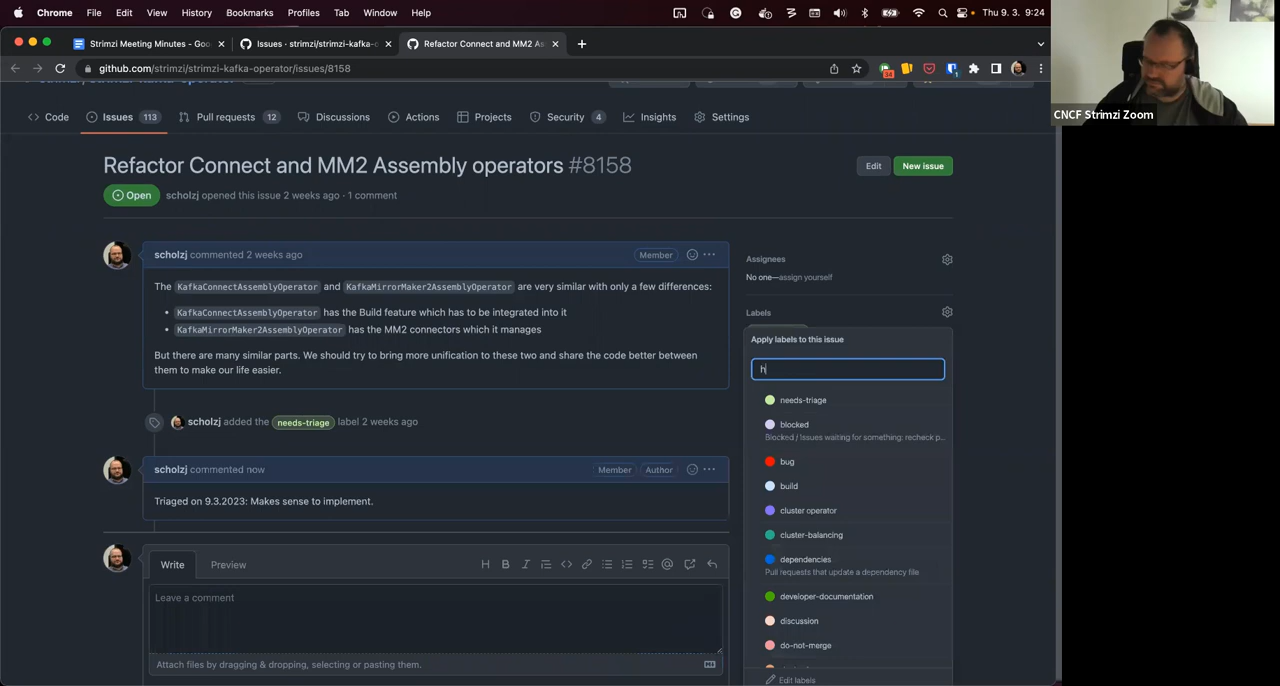 Chrome File Edit View History Bookmarks Profiles Tab Window Help
Thu 9. 3. 9:24
Strimzi Meeting Minutes - Goo
Issues · strimzi/strimzi-kafka-o
Refactor Connect and MM2 As
github.com/strimzi/strimzi-kafka-operator/issues/8158
34
1
CNCF Strimzi Zoom
Code
Issues 113
Pull requests 12
Discussions
Actions
Projects
Security 4
Insights
Settings
Refactor Connect and MM2 Assembly operators #8158
Edit
New issue
Open
scholzj opened this issue 2 weeks ago · 1 comment
scholzj commented 2 weeks ago
Member
The KafkaConnectAssemblyOperator and KafkaMirrorMaker2AssemblyOperator are very similar with only a few differences:
• KafkaConnectAssemblyOperator has the Build feature which has to be integrated into it
• KafkaMirrorMaker2AssemblyOperator has the MM2 connectors which it manages
But there are many similar parts. We should try to bring more unification to these two and share the code better between
them to make our life easier.
scholzj added the needs-triage label 2 weeks ago
scholzj commented now
Member
Author
Triaged on 9.3.2023: Makes sense to implement.
Write
Preview
Leave a comment
Attach files by dragging & dropping, selecting or pasting them.
Assignees
No one—assign yourself
Labels
Apply labels to this issue
h
needs-triage
blocked
Blocked / Issues waiting for something: recheck p...
bug
build
cluster operator
cluster-balancing
dependencies
Pull requests that update a dependency file
developer-documentation
discussion
do-not-merge
Edit labels